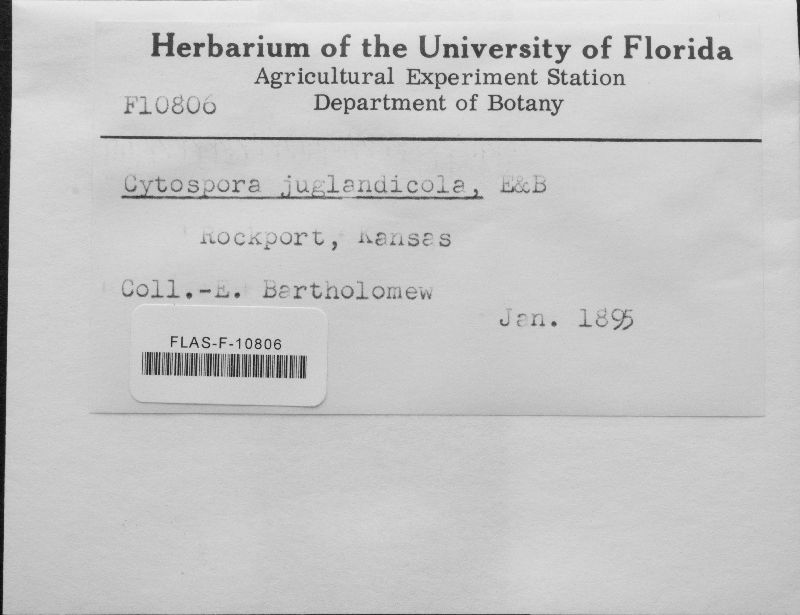 Herbarium of the University of Florida
Agricultural Experiment Station
F10806 Department of Botany
Cytospora juglandicola, E&B
Rockport, Kansas
Coll.-E. Bartholomew
Jan. 1895
FLAS-F-10806